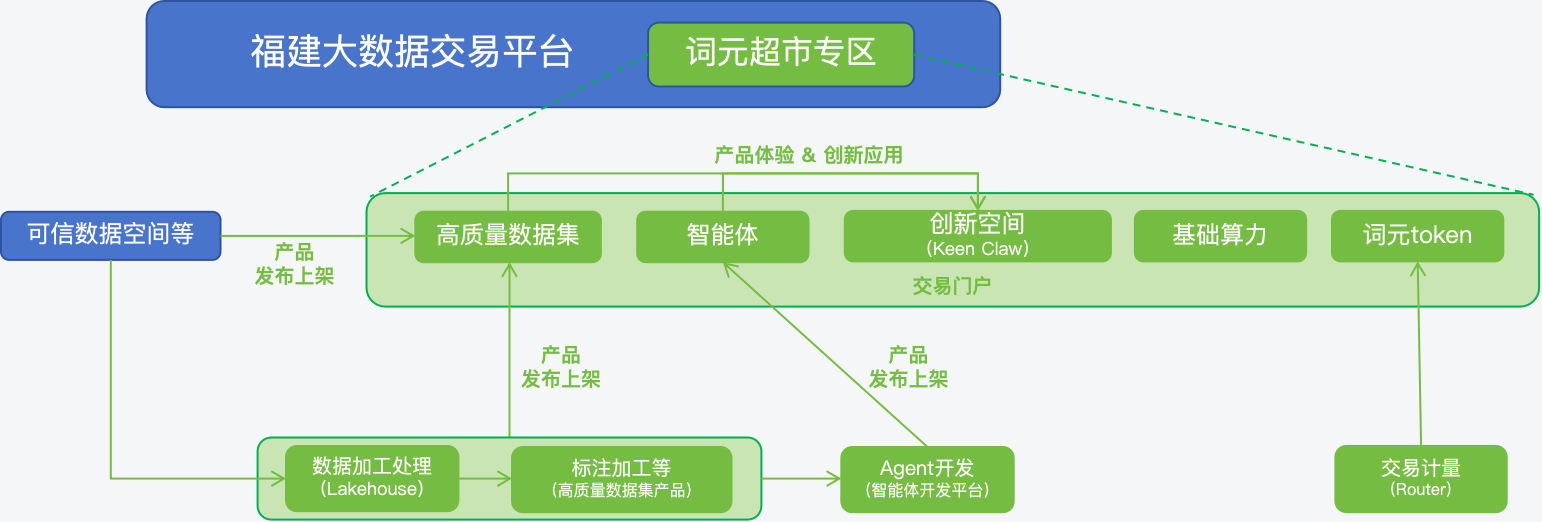 福建大数据交易平台
词元超市专区
产品体验 & 创新应用
可信数据空间等
产品
发布上架
高质量数据集
智能体
创新空间
(Keen Claw)
基础算力
词元token
交易门户
产品
发布上架
产品
发布上架
数据加工处理
(Lakehouse)
标注加工等
(高质量数据集产品)
Agent开发
(智能体开发平台)
交易计量
(Router)